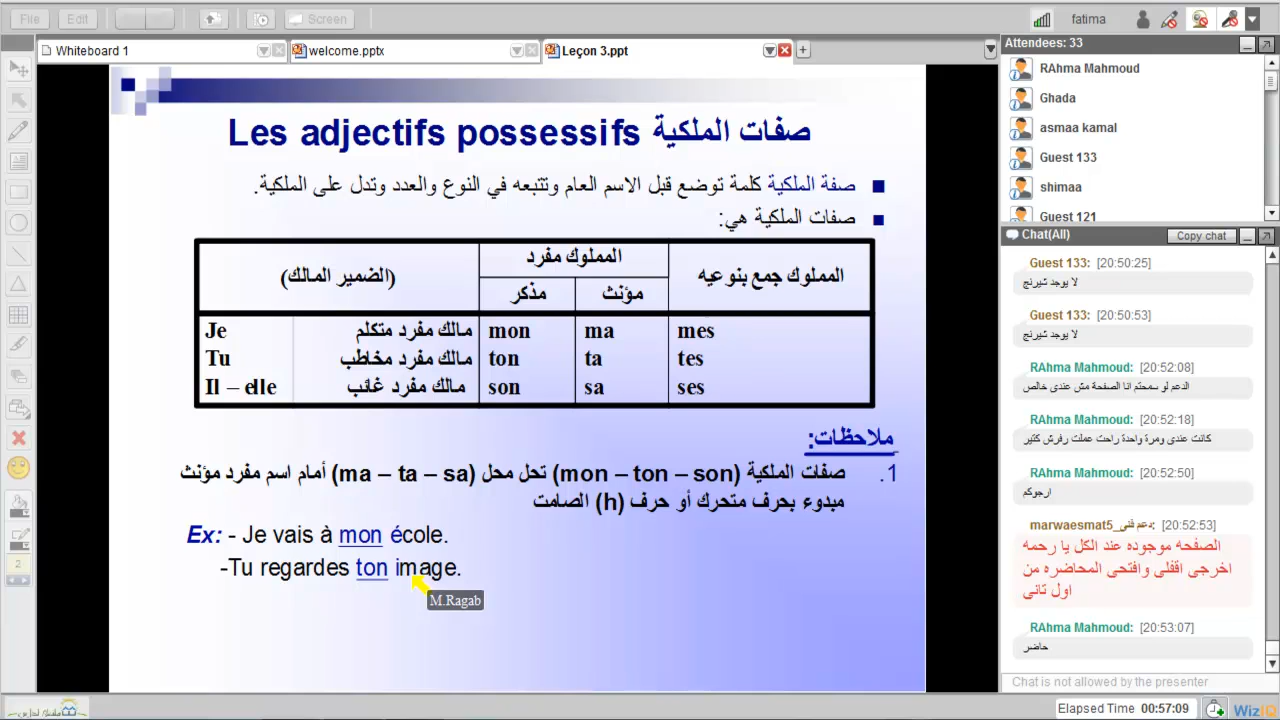 File Edit Screen fatima
Whiteboard 1 welcome.pptx Leçon 3.ppt
Attendees: 33
RAhma Mahmoud
Ghada
asmaa kamal
Guest 133
shimaa
Guest 121
Les adjectifs possessifs صفات الملكية
صفة الملكية كلمة توضع قبل الاسم العام وتتبعه في النوع والعدد وتدل على الملكية.
صفات الملكية هي:
(الضمير المالك) المملوك مفرد المملوك جمع بنوعيه
مذكر مؤنث
Je مالك مفرد متكلم mon ma mes
Tu مالك مفرد مخاطب ton ta tes
Il – elle مالك مفرد غائب son sa ses
ملاحظات:
1. صفات الملكية (mon – ton – son) تحل محل (ma – ta – sa) أمام اسم مفرد مؤنث
مبدوء بحرف متحرك أو حرف (h) الصامت
Ex: - Je vais à mon école.
-Tu regardes ton image.
M.Ragab
Chat(All) Copy chat
Guest 133: [20:50:25]
لا يوجد شيرنج
Guest 133: [20:50:53]
لا يوجد شيرنج
RAhma Mahmoud: [20:52:08]
الدعم لو سمحتم انا الصفحة مش عندى خالص
RAhma Mahmoud: [20:52:18]
كانت عندى ومرة واحدة راحت عملت رفرش كتير
RAhma Mahmoud: [20:52:50]
ارجوكم
marwaesmat5_دعم فنى: [20:52:53]
الصفحه موجوده عند الكل يا رحمه
اخرجى اقفلى وافتحى المحاضره من
اول تانى
RAhma Mahmoud: [20:53:07]
حاضر
Chat is not allowed by the presenter
2
Elapsed Time 00:57:09 WizIQ